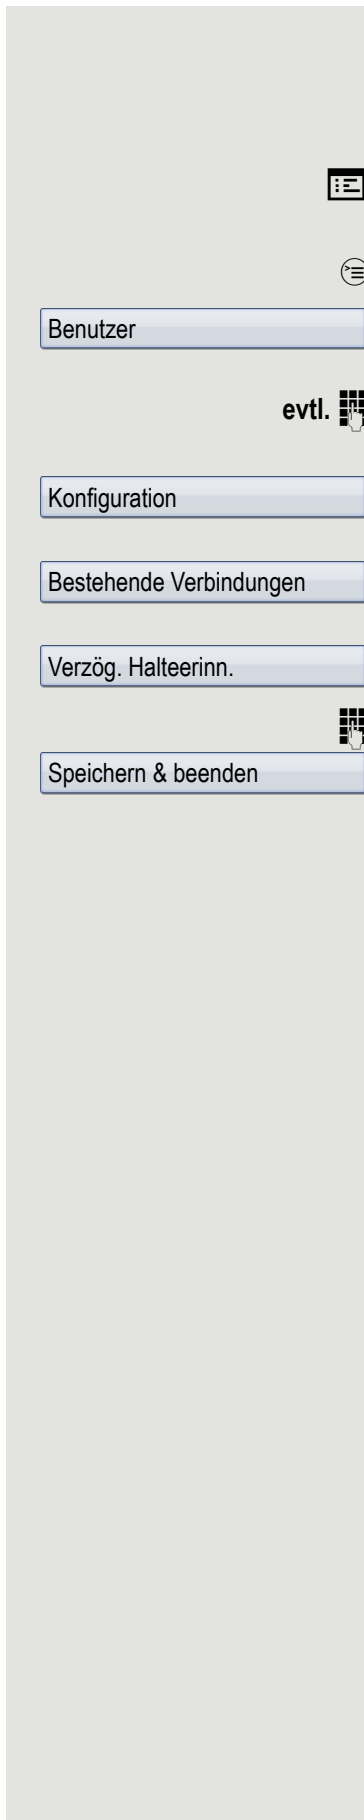 Benutzer
evtl.
Konfiguration
Bestehende Verbindungen
Verzög. Halteerinn.
Speichern & beenden